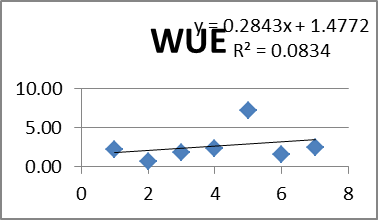 y = 0.2843x + 1.4772
WUE
R² = 0.0834
10.00
5.00
0.00
0 2 4 6 8